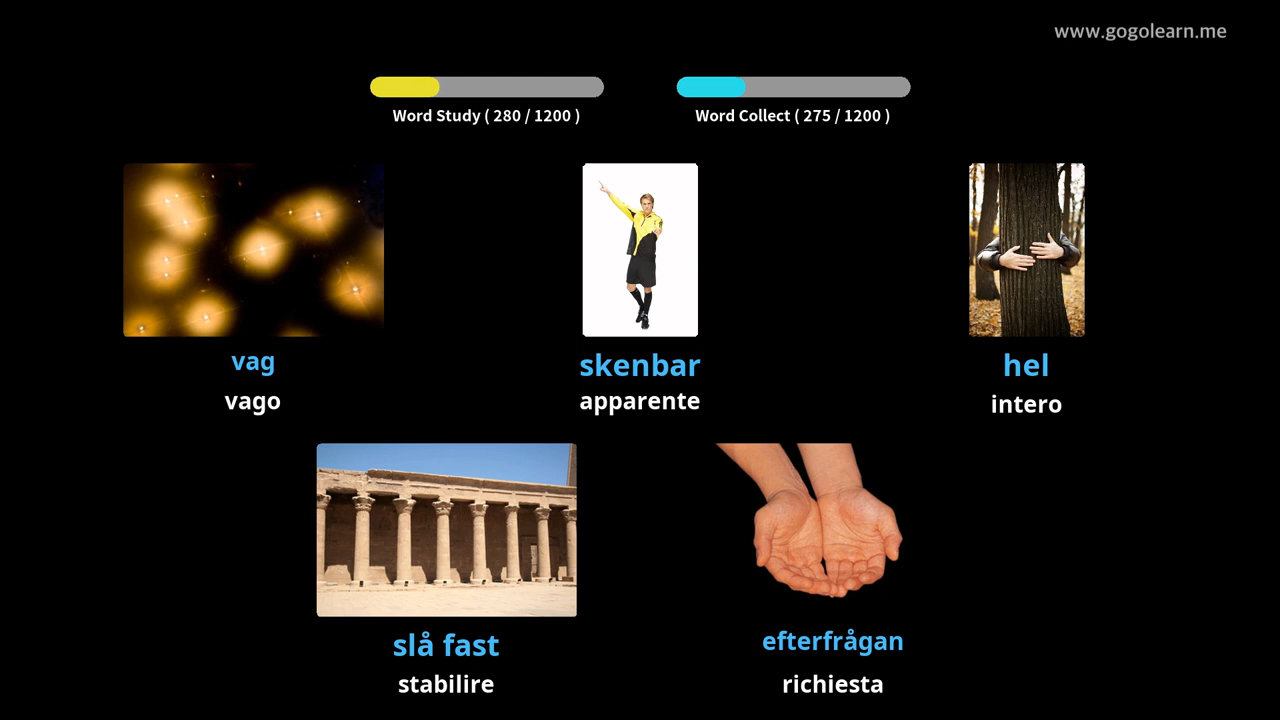 www.gogolearn.me
Word Study ( 280 / 1200 )
Word Collect ( 275 / 1200 )
vag
vago
skenbar
apparente
hel
intero
slå fast
stabilire
efterfrågan
richiesta